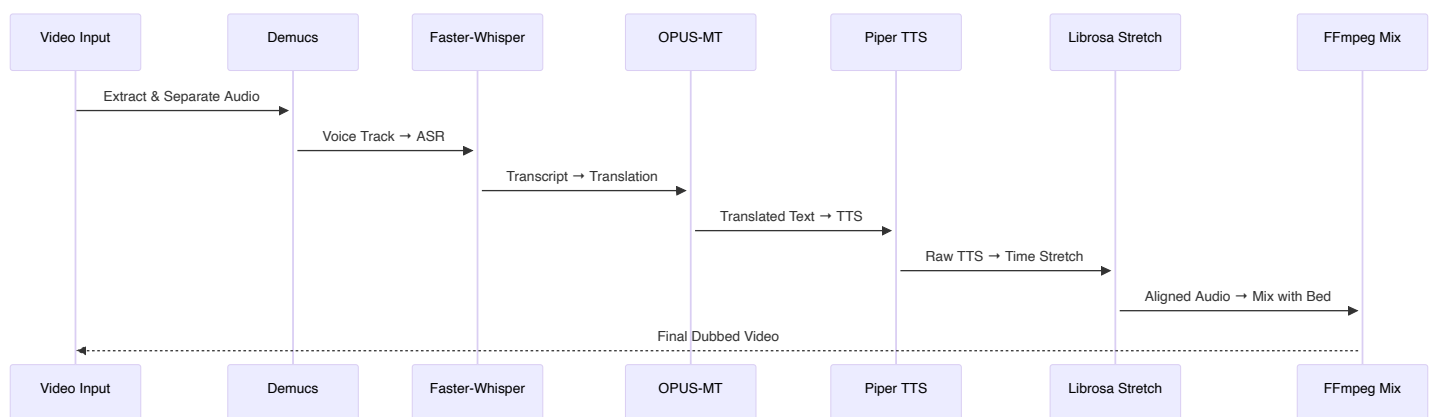 Video Input
Demucs
Faster-Whisper
OPUS-MT
Piper TTS
Librosa Stretch
FFmpeg Mix
Extract & Separate Audio
Voice Track → ASR
Transcript → Translation
Translated Text → TTS
Raw TTS → Time Stretch
Aligned Audio → Mix with Bed
Final Dubbed Video
Video Input
Demucs
Faster-Whisper
OPUS-MT
Piper TTS
Librosa Stretch
FFmpeg Mix